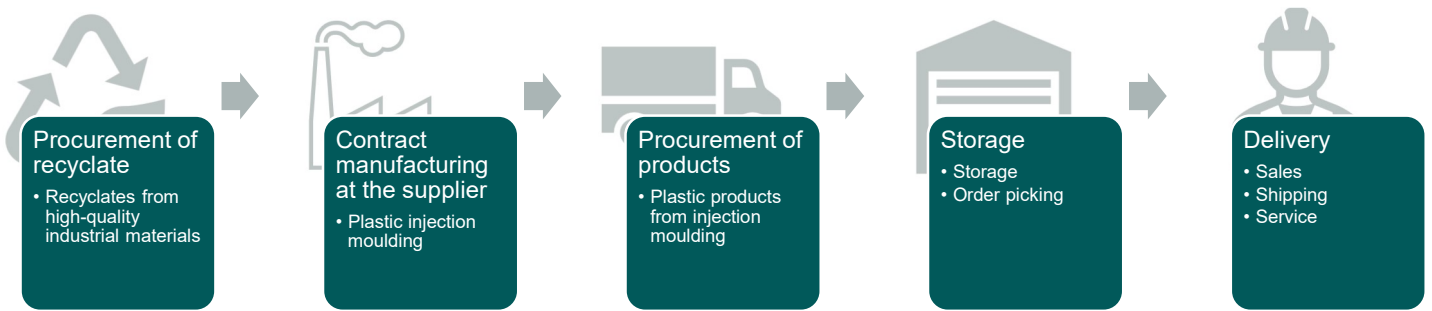 Procurement of
recyclate
• Recyclates from
high-quality
industrial materials
Contract
manufacturing
at the supplier
• Plastic injection
moulding
Procurement of
products
• Plastic products
from injection
moulding
Storage
• Storage
• Order picking
Delivery
• Sales
• Shipping
• Service